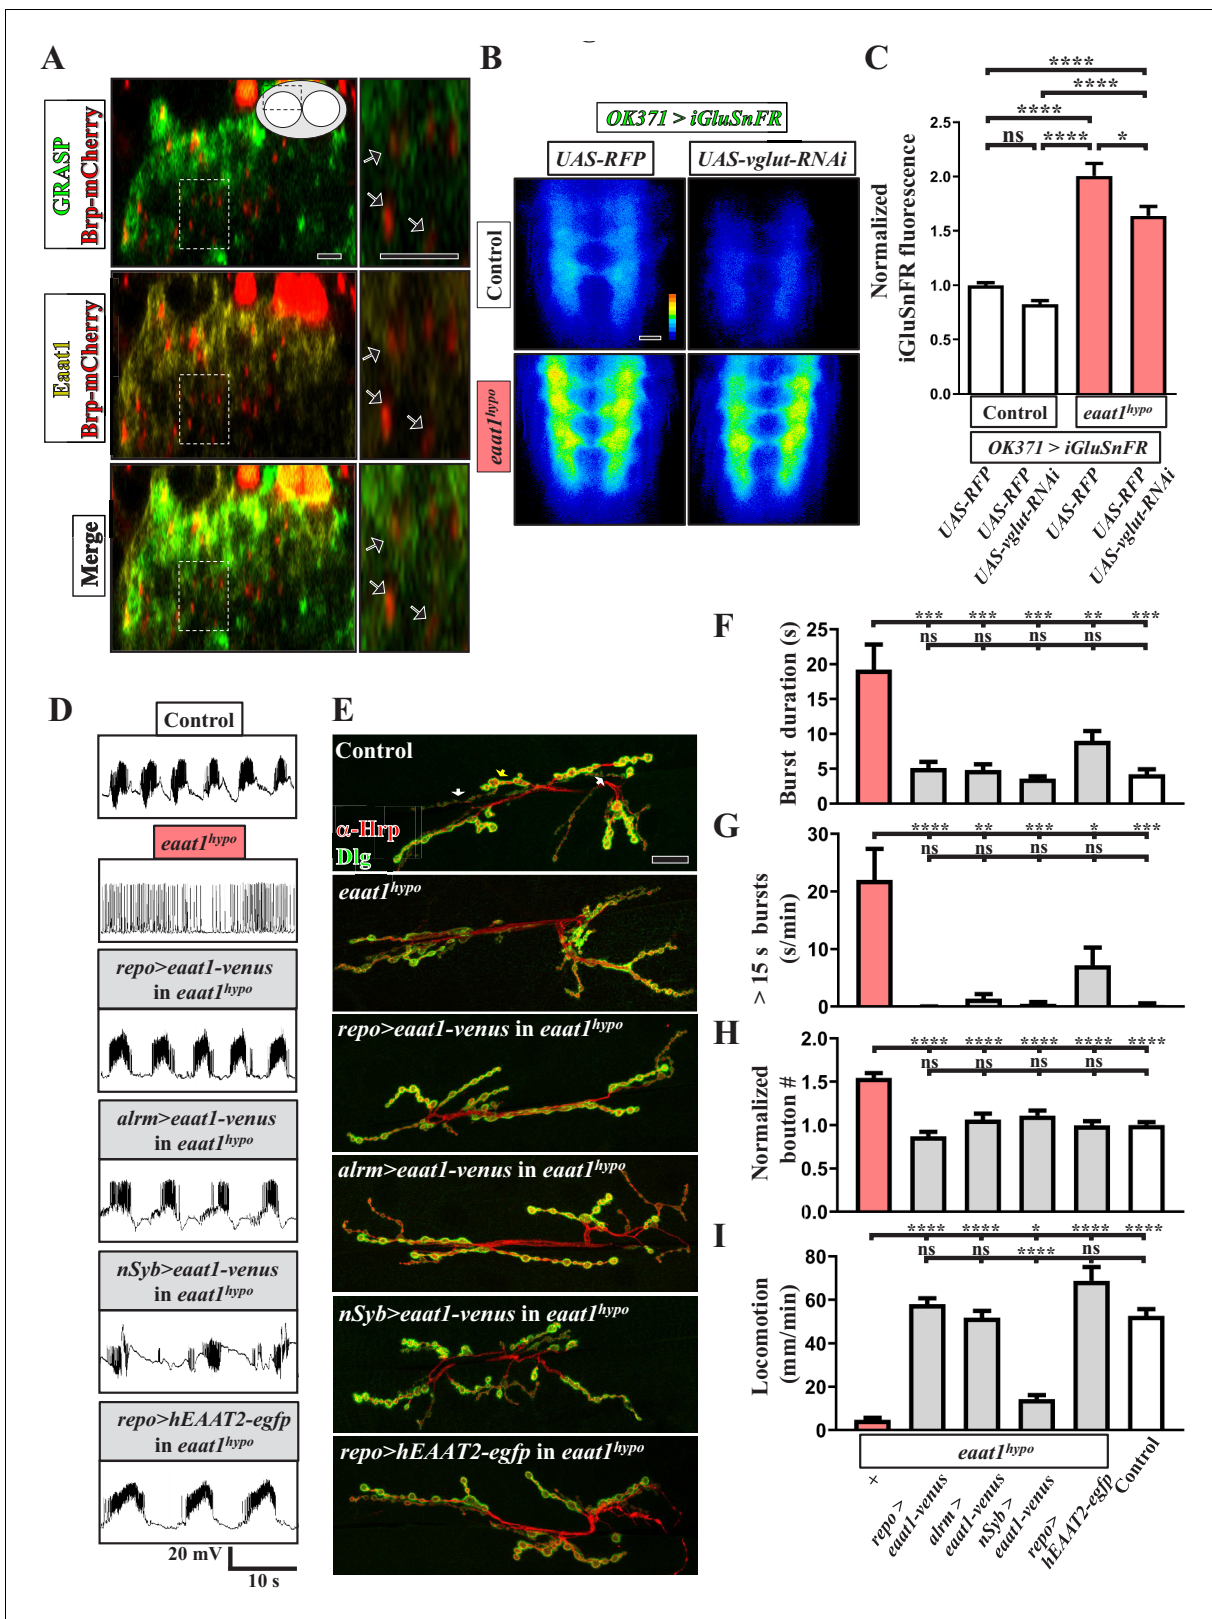 A
GRASP
Brp-mCherry
Eaat1
Brp-mCherry
Merge
B
OK371 > iGluSnFR
UAS-RFP
UAS-vglut-RNAi
Control
eaat1hypo
C
****
****
****
ns
****
*
Normalized
iGluSnFR fluorescence
2.5
2.0
1.5
1.0
0.5
0.0
Control
eaat1hypo
OK371 > iGluSnFR
UAS-RFP
UAS-RFP
UAS-vglut-RNAi
UAS-RFP
UAS-RFP
UAS-vglut-RNAi
D
Control
eaat1hypo
repo>eaat1-venus
in eaat1hypo
alrm>eaat1-venus
in eaat1hypo
nSyb>eaat1-venus
in eaat1hypo
repo>hEAAT2-egfp
in eaat1hypo
20 mV
10 s
E
Control
α-Hrp
Dlg
eaat1hypo
repo>eaat1-venus in eaat1hypo
alrm>eaat1-venus in eaat1hypo
nSyb>eaat1-venus in eaat1hypo
repo>hEAAT2-egfp in eaat1hypo
F
*** *** *** ** ***
ns ns ns ns
Burst duration (s)
25
20
15
10
5
0
G
**** ** *** * ***
ns ns ns ns
> 15 s bursts
(s/min)
30
20
10
0
H
**** **** **** **** ****
ns ns ns ns
Normalized
bouton #
2.0
1.5
1.0
0.5
0.0
I
**** **** * **** ****
ns ns **** ns
Locomotion
(mm/min)
80
60
40
20
0
eaat1hypo
+
repo>
eaat1-venus
alrm>
eaat1-venus
nSyb>
eaat1-venus
repo>
hEAAT2-egfp
Control